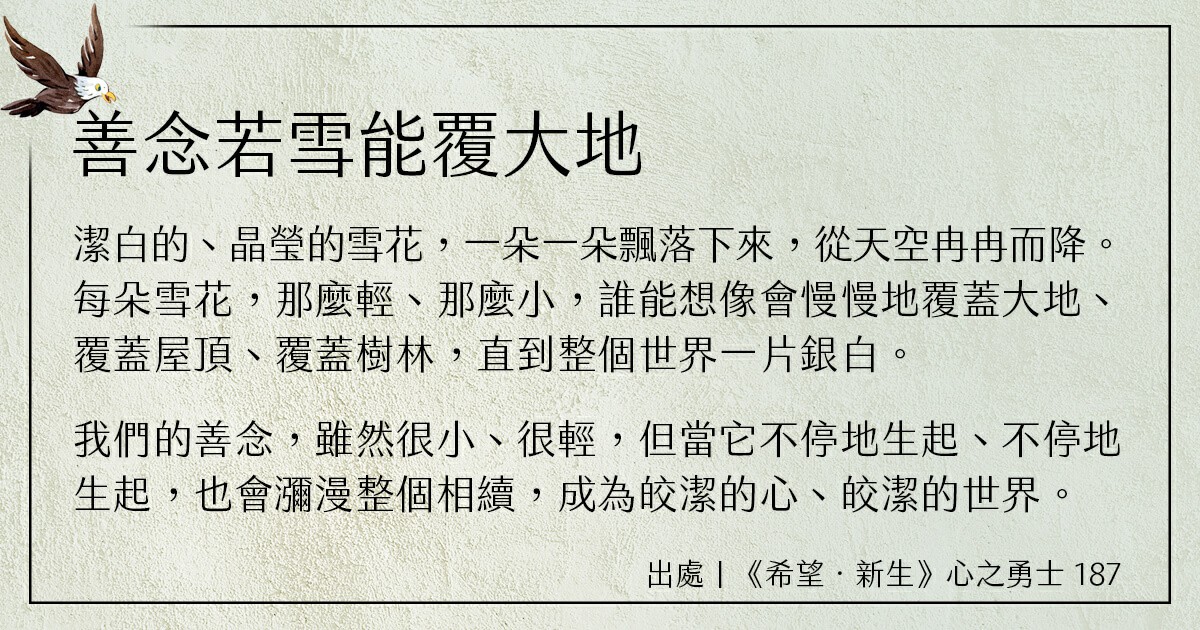 善念若雪能覆大地
潔白的、晶瑩的雪花，一朵一朵飄落下來，從天空冉冉而降。
每朵雪花，那麼輕、那麼小，誰能想像會慢慢地覆蓋大地、
覆蓋屋頂、覆蓋樹林，直到整個世界一片銀白。
我們的善念，雖然很小、很輕，但當它不停地生起、不停地
生起，也會瀰漫整個相續，成為皎潔的心、皎潔的世界。
出處｜《希望．新生》心之勇士 187